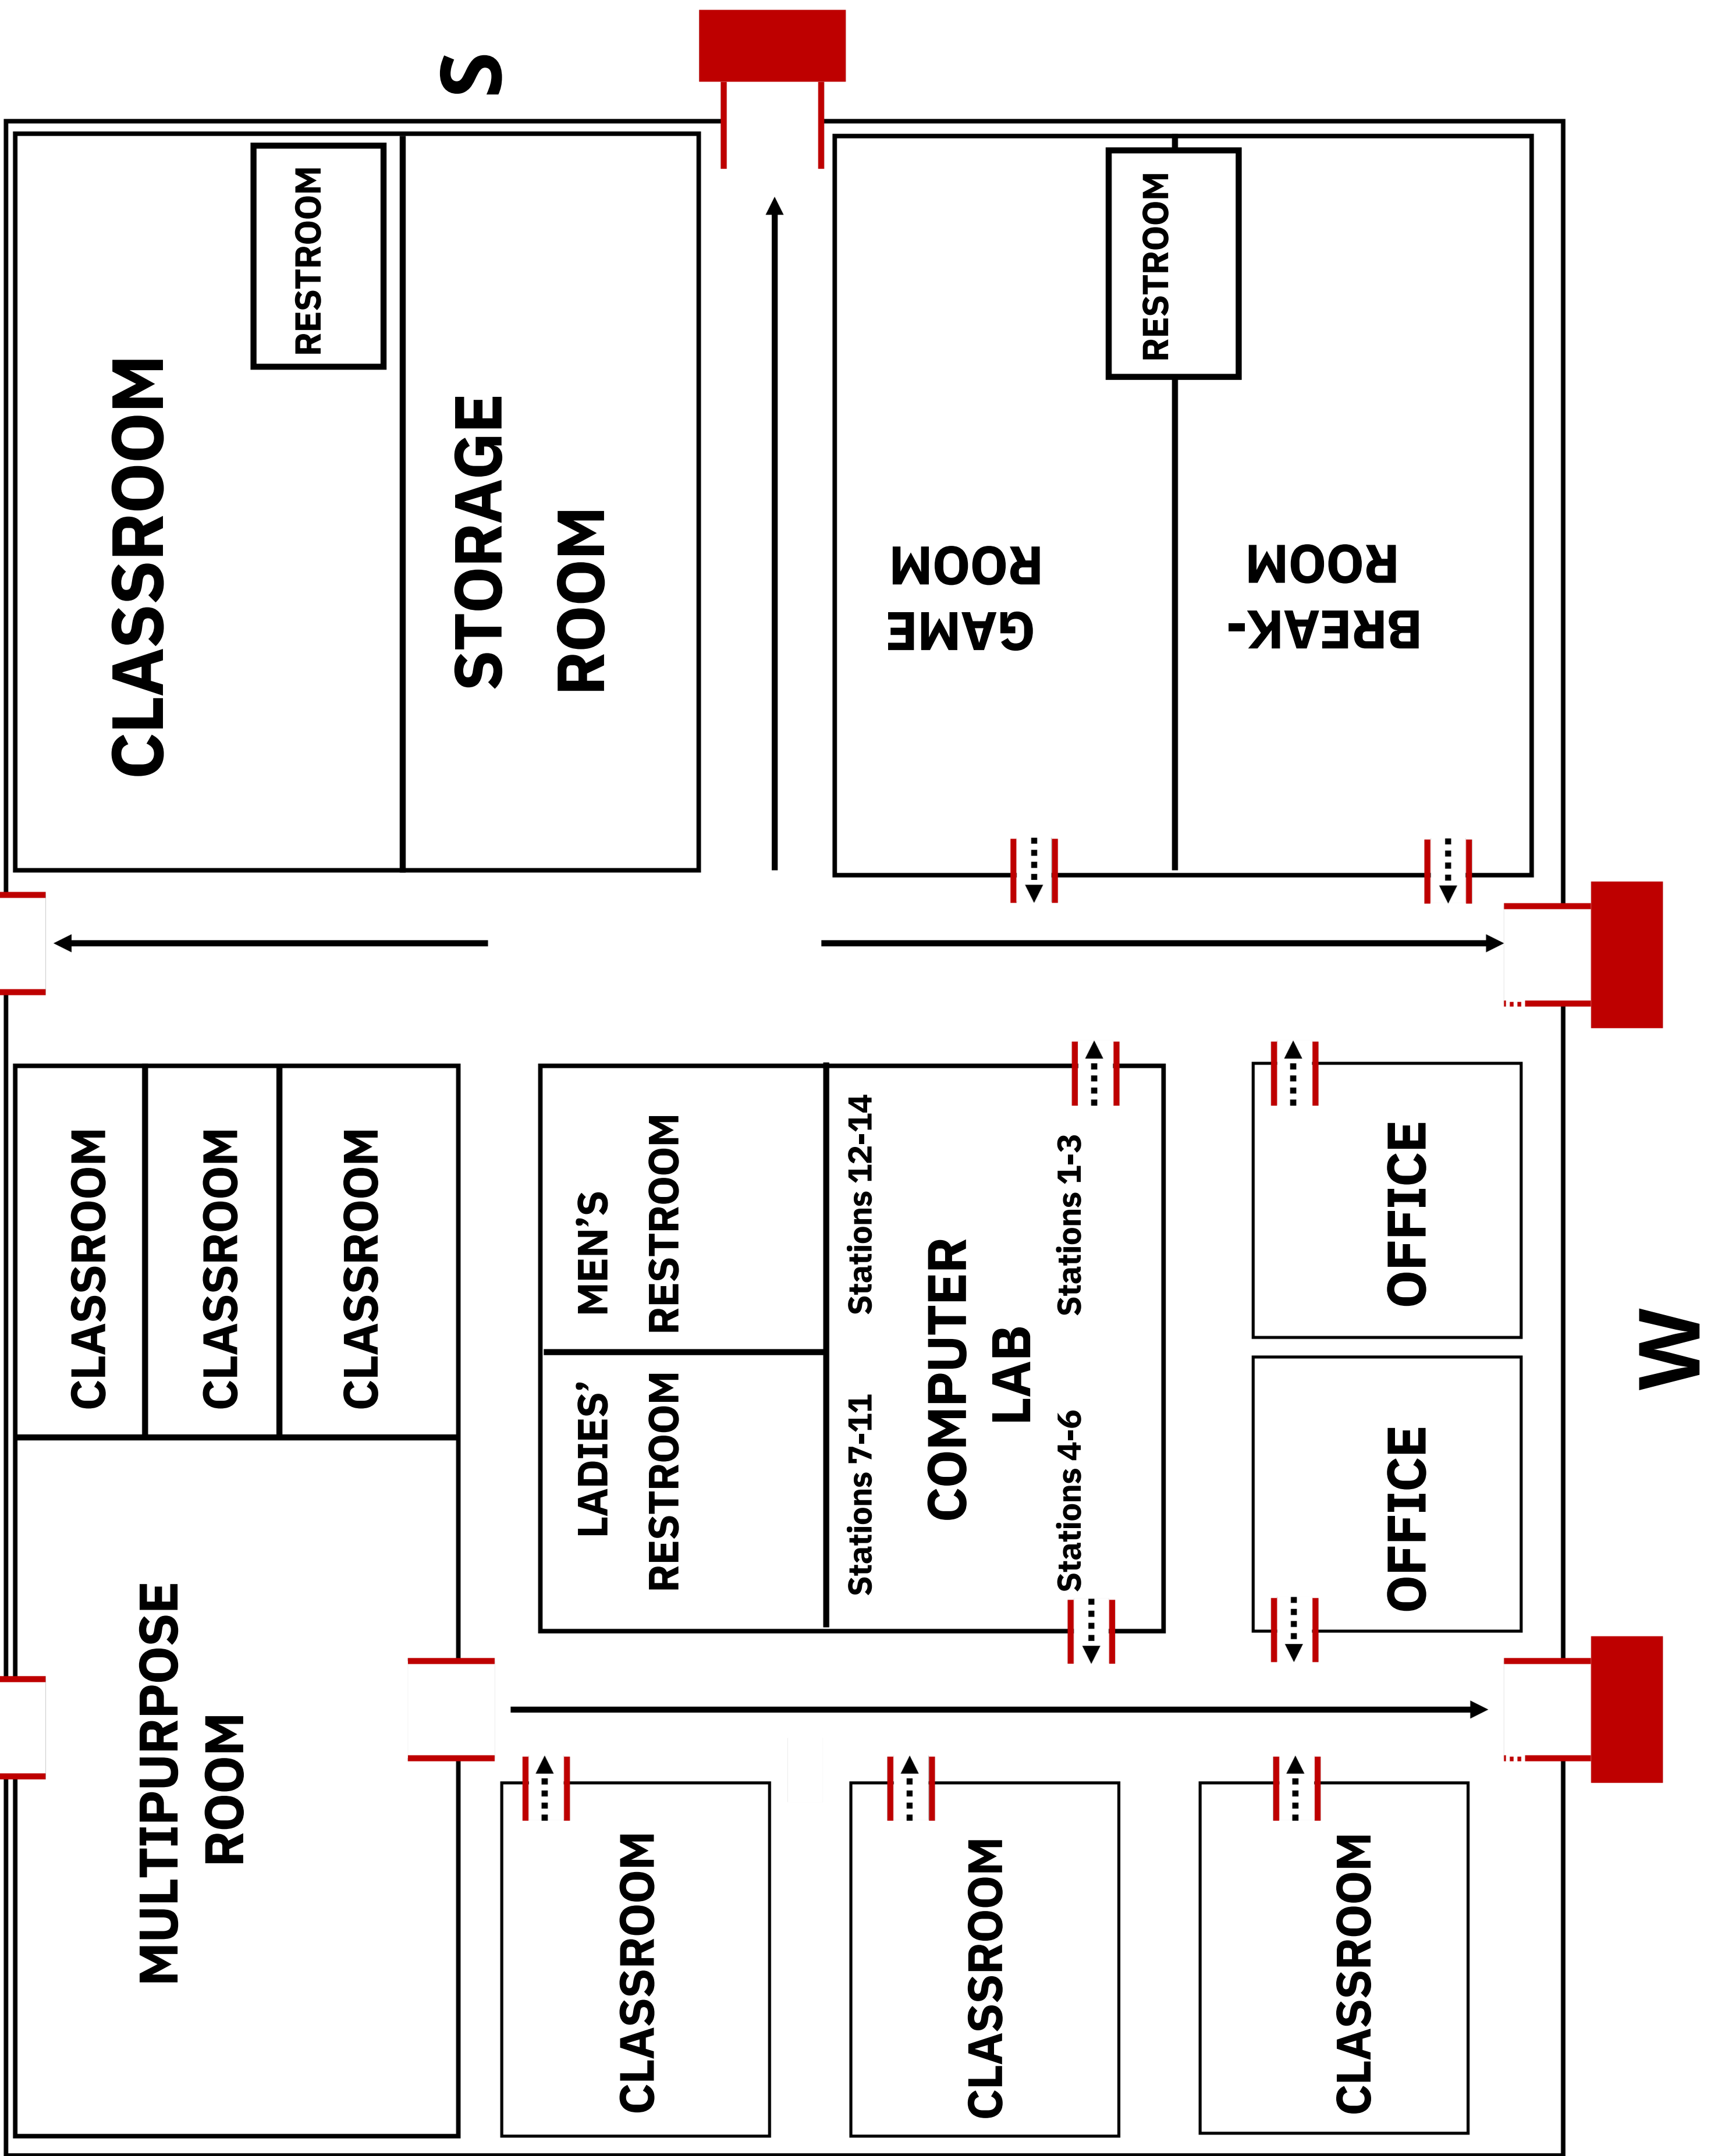 S
RESTROOM
CLASSROOM
STORAGE
ROOM
RESTROOM
GAME
ROOM
BREAK-
ROOM
CLASSROOM
CLASSROOM
CLASSROOM
MEN'S
RESTROOM
LADIES'
RESTROOM
Stations 12-14
Stations 7-11
COMPUTER
LAB
Stations 1-3
Stations 4-6
OFFICE
OFFICE
W
MULTIPURPOSE
ROOM
CLASSROOM
CLASSROOM
CLASSROOM